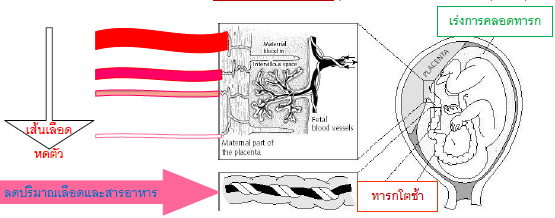 เร่งการคลอดทารก
Maternal
blood in
Intervillous space
PLACENTA
เส้นเลือด
หดตัว
Fetal
blood vessels
Maternal part of
the placenta
ลดปริมาณเลือดและสารอาหาร
ทารกโตช้า